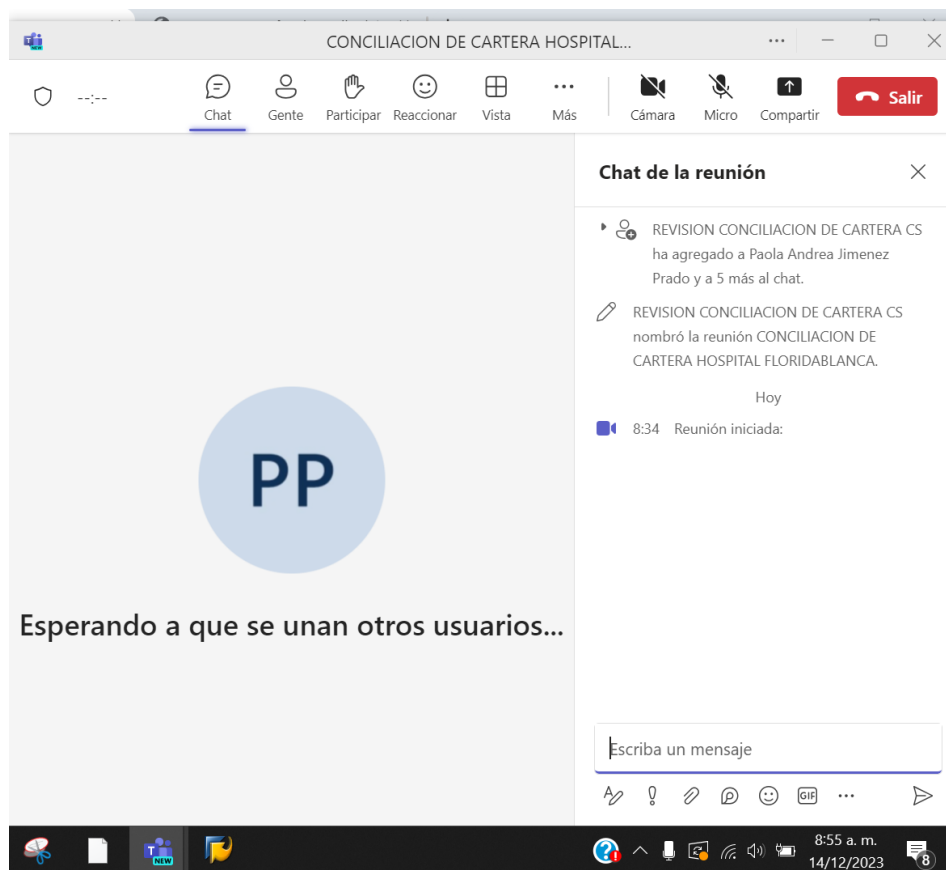 CONCILIACION DE CARTERA HOSPITAL...
--:--
Chat
Gente
Participar
Reaccionar
Vista
Más
Cámara
Micro
Compartir
Salir
Chat de la reunión
REVISION CONCILIACION DE CARTERA CS
ha agregado a Paola Andrea Jimenez
Prado y a 5 más al chat.
REVISION CONCILIACION DE CARTERA CS
nombró la reunión CONCILIACION DE
CARTERA HOSPITAL FLORIDABLANCA.
Hoy
8:34 Reunión iniciada:
PP
Esperando a que se unan otros usuarios...
Escriba un mensaje
GIF
T
NEW
8:55 a. m.
14/12/2023
8